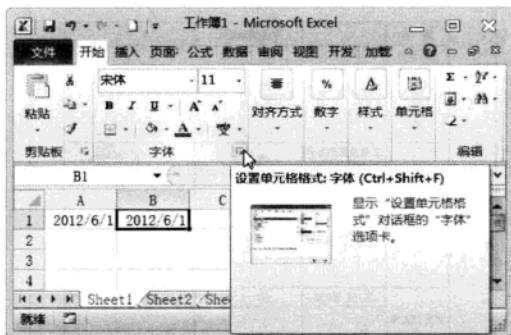 工作簿1 - Microsoft Excel
文件 开始 插入 页面 公式 数据 审阅 视图 开发 加载
宋体 11
粘贴 B I U A A 对齐方式 数字 样式 单元格
A 变
剪贴板 字体 编辑
B1
设置单元格格式: 字体 (Ctrl+Shift+F)
显示“设置单元格格
式”对话框的“字体”
选项卡。
A B C
1 2012/6/1 2012/6/1
2
3
4
Sheet1 Sheet2 She
就绪